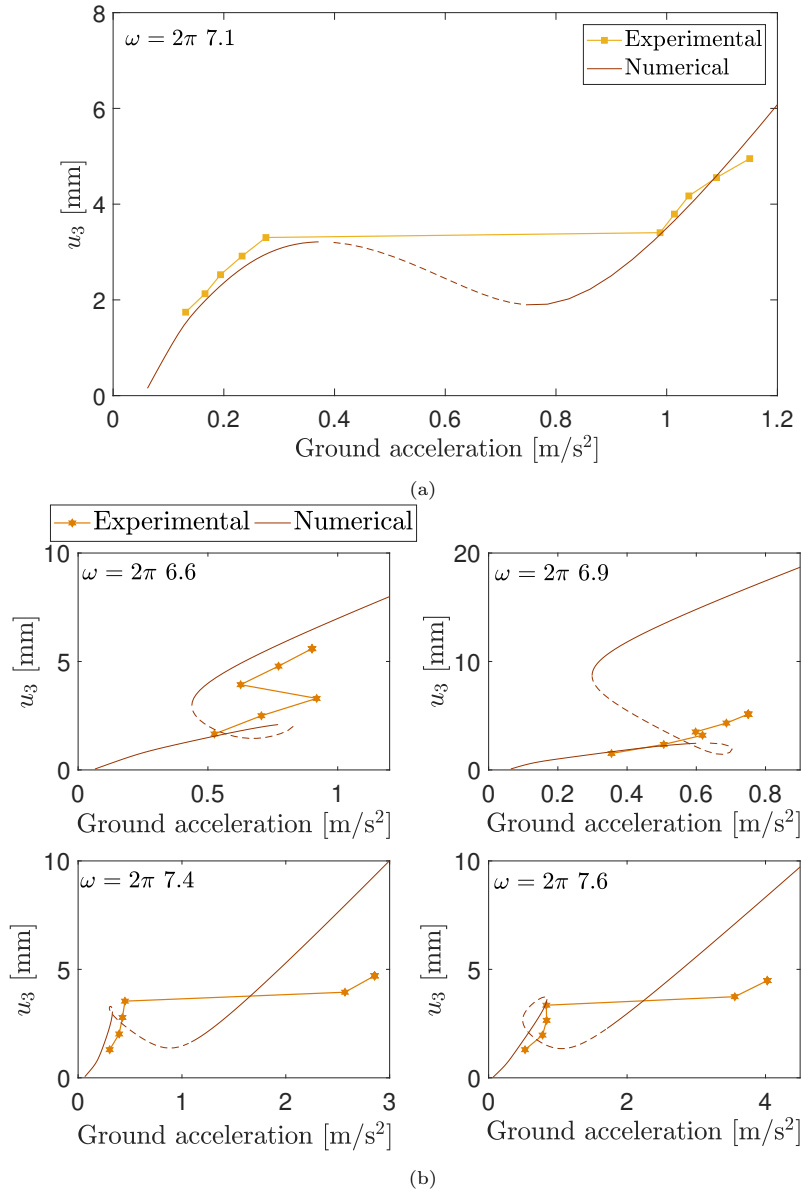 8
ω = 2π 7.1
Experimental
Numerical
6
4
2
0
u₃ [mm]
0 0.2 0.4 0.6 0.8 1 1.2
Ground acceleration [m/s²]
(a)
Experimental Numerical
10 ω = 2π 6.6
5
0
u₃ [mm]
0 0.5 1
Ground acceleration [m/s²]
20 ω = 2π 6.9
10
0
u₃ [mm]
0 0.2 0.4 0.6 0.8
Ground acceleration [m/s²]
10 ω = 2π 7.4
5
0
u₃ [mm]
0 1 2 3
Ground acceleration [m/s²]
10 ω = 2π 7.6
5
0
u₃ [mm]
0 2 4
Ground acceleration [m/s²]
(b)